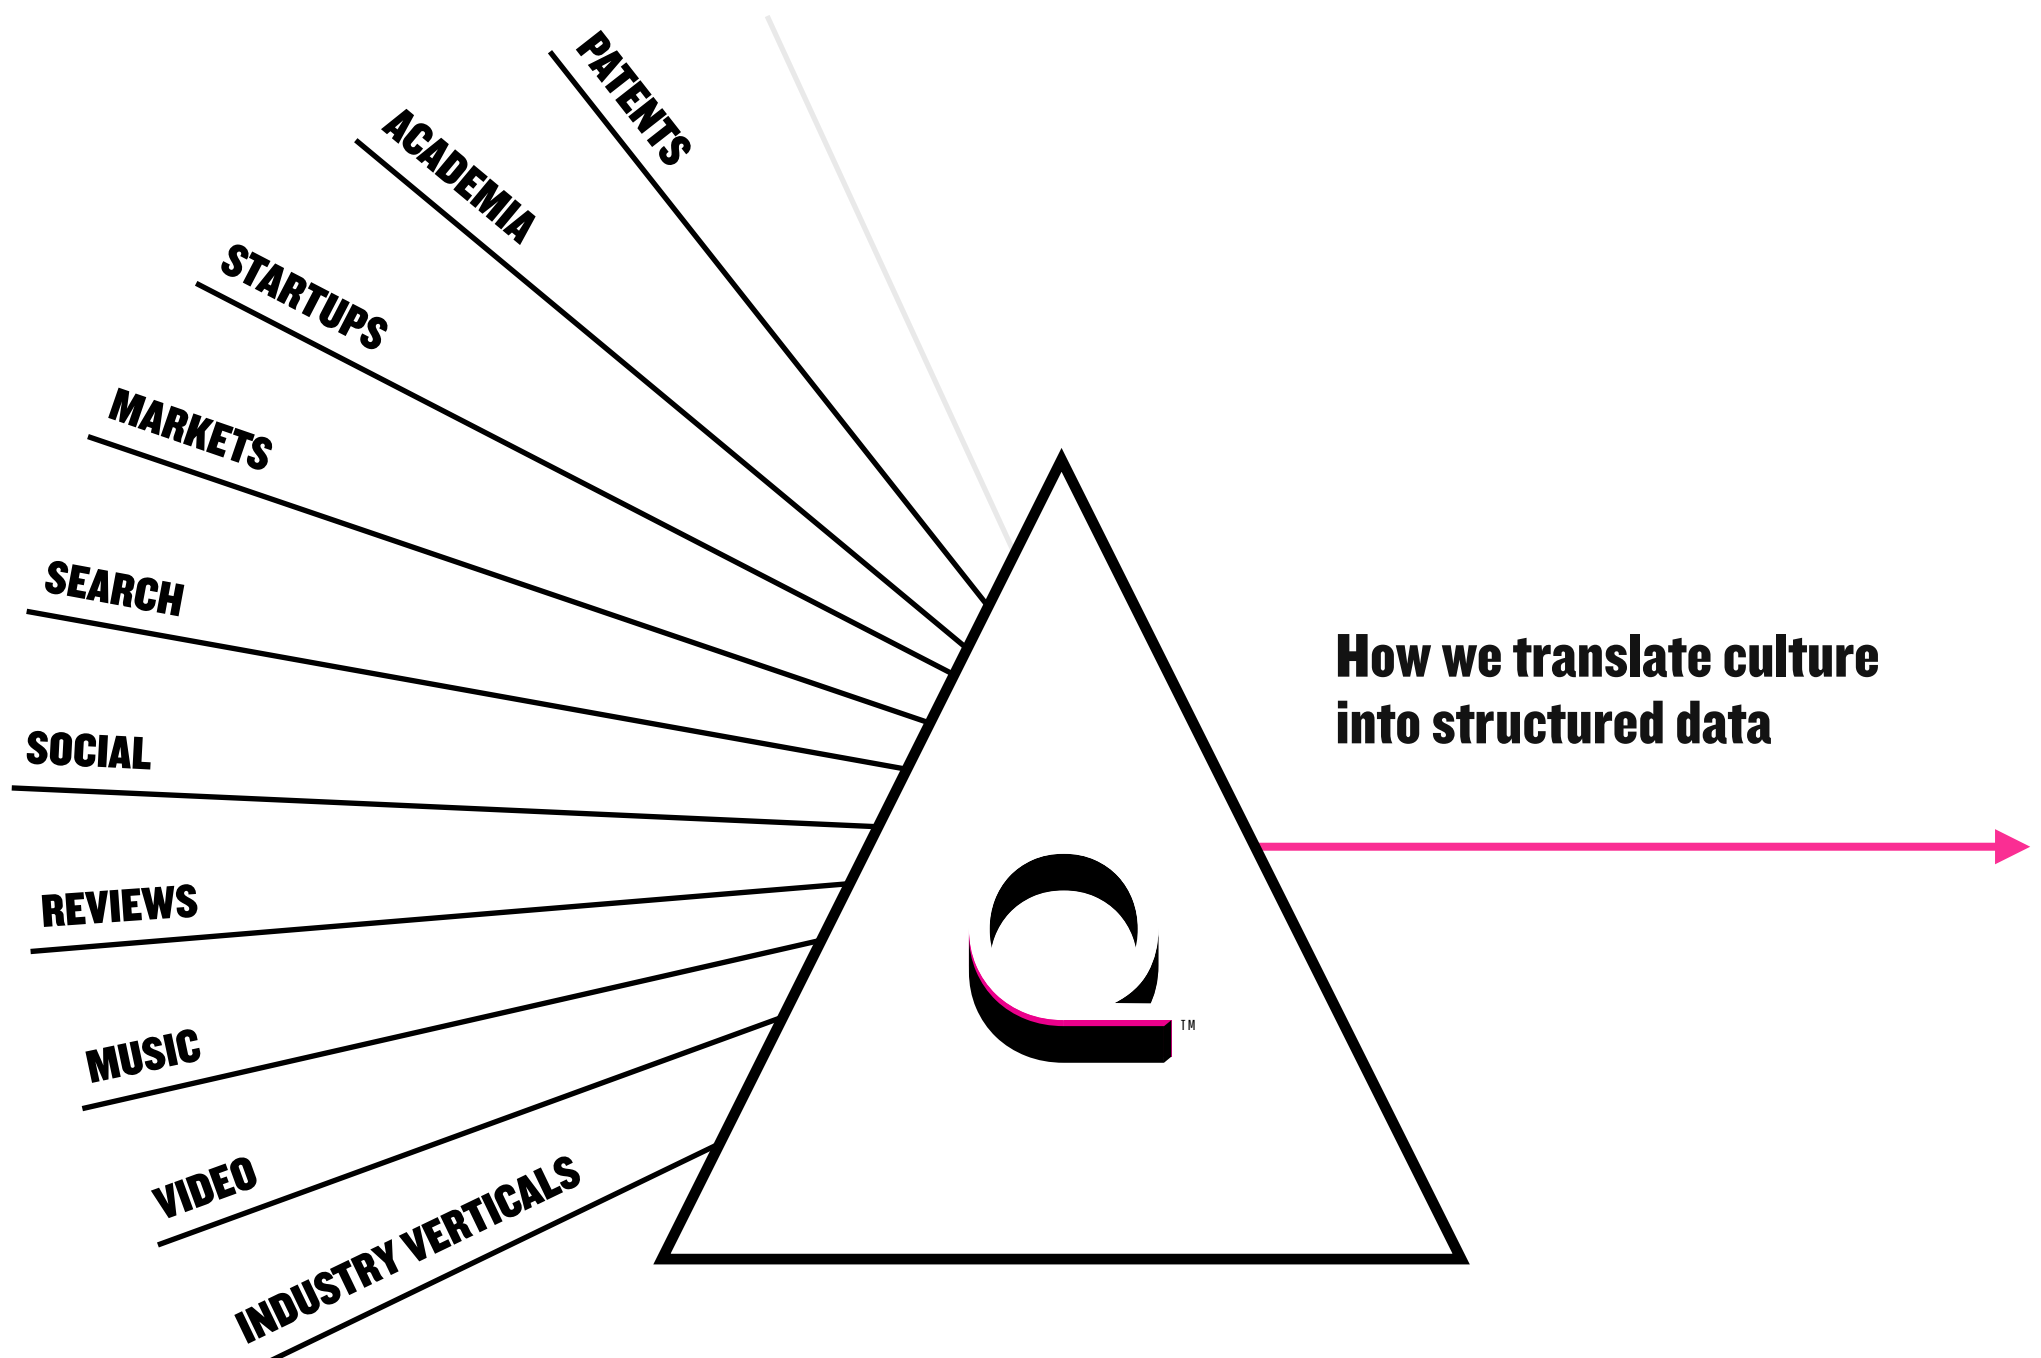 PATENTS
ACADEMIA
STARTUPS
MARKETS
SEARCH
SOCIAL
REVIEWS
MUSIC
VIDEO
INDUSTRY VERTICALS
How we translate culture
into structured data
TM